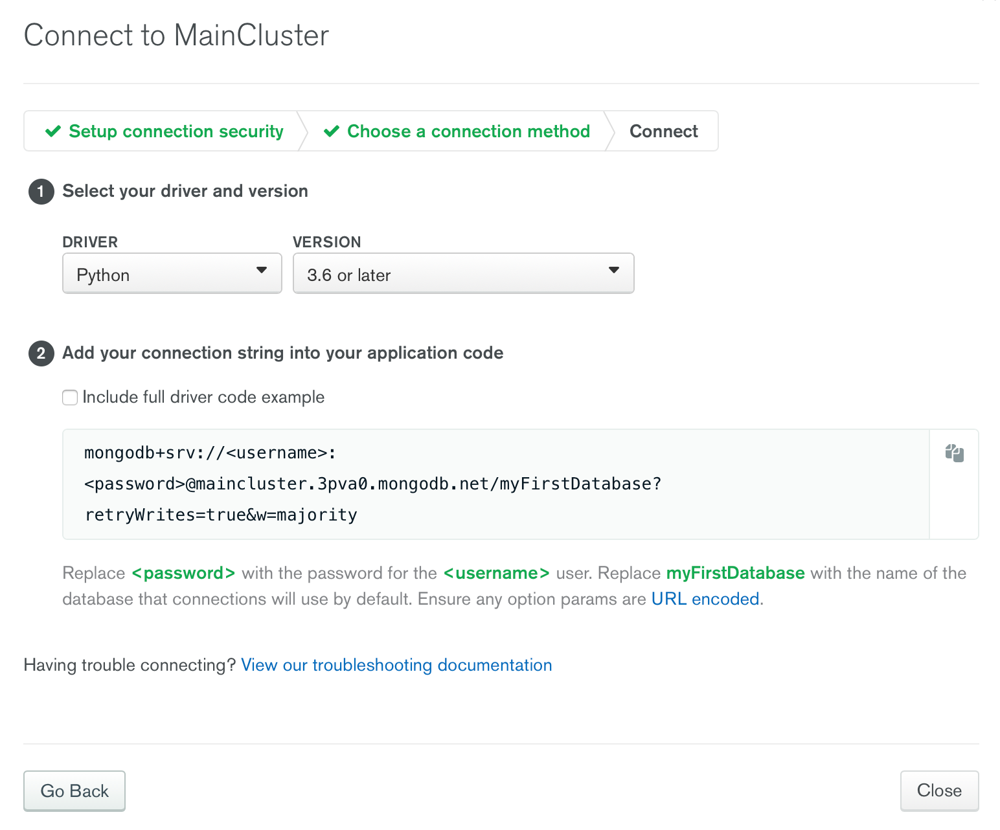 Connect to MainCluster
Setup connection security
Choose a connection method
Connect
1 Select your driver and version
DRIVER
VERSION
Python
3.6 or later
2 Add your connection string into your application code
Include full driver code example
mongodb+srv://<username>:
<password>@maincluster.3pva0.mongodb.net/myFirstDatabase?
retryWrites=true&w=majority
Replace <password> with the password for the <username> user. Replace myFirstDatabase with the name of the
database that connections will use by default. Ensure any option params are URL encoded.
Having trouble connecting? View our troubleshooting documentation
Go Back
Close